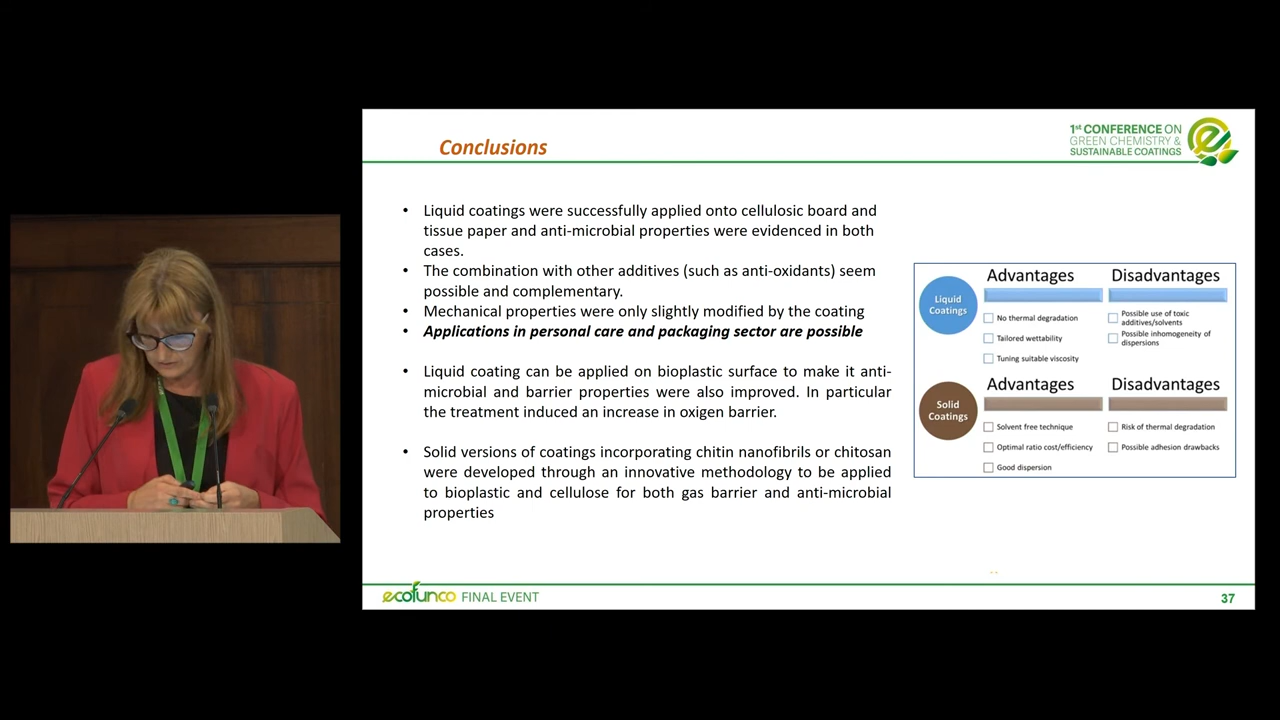 Conclusions
1st CONFERENCE ON
GREEN CHEMISTRY &
SUSTAINABLE COATINGS
• Liquid coatings were successfully applied onto cellulosic board and
tissue paper and anti-microbial properties were evidenced in both
cases.
• The combination with other additives (such as anti-oxidants) seem
possible and complementary.
• Mechanical properties were only slightly modified by the coating
• Applications in personal care and packaging sector are possible
• Liquid coating can be applied on bioplastic surface to make it anti-
microbial and barrier properties were also improved. In particular
the treatment induced an increase in oxigen barrier.
• Solid versions of coatings incorporating chitin nanofibrils or chitosan
were developed through an innovative methodology to be applied
to bioplastic and cellulose for both gas barrier and anti-microbial
properties
Liquid
Coatings
Advantages
No thermal degradation
Tailored wettability
Tuning suitable viscosity
Disadvantages
Possible use of toxic
additives/solvents
Possible inhomogeneity of
dispersions
Solid
Coatings
Advantages
Solvent free technique
Optimal ratio cost/efficiency
Good dispersion
Disadvantages
Risk of thermal degradation
Possible adhesion drawbacks
ecofunco FINAL EVENT
37